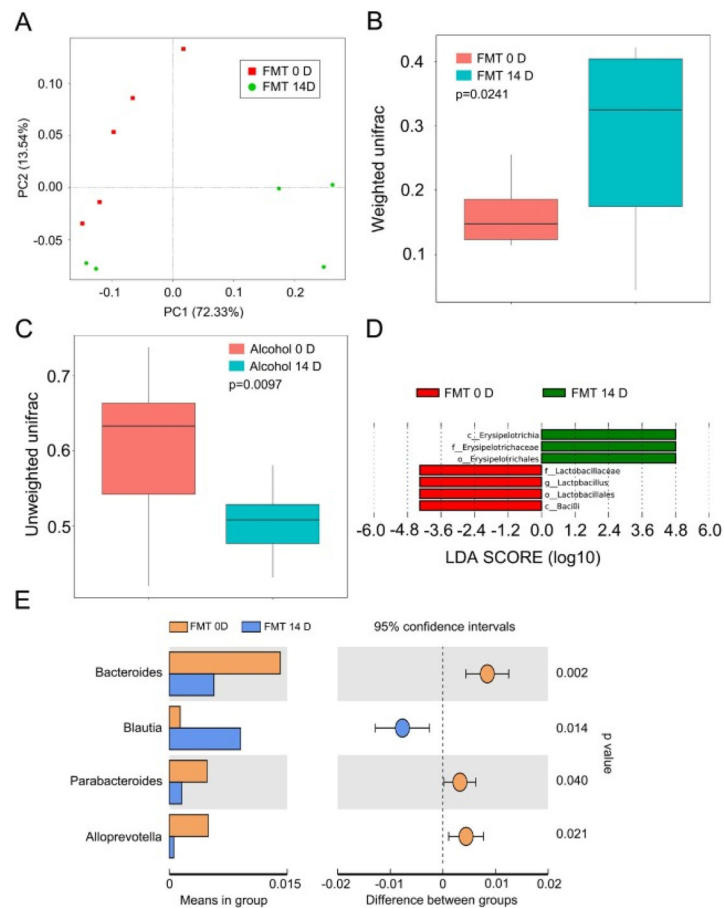 A
FMT 0 D
FMT 14D
0.10
0.05
0.00
-0.05
PC2 (13.54%)
-0.1
0.0
0.1
0.2
PC1 (72.33%)
B
FMT 0 D
FMT 14 D
p=0.0241
0.4
0.3
0.2
0.1
Weighted unifrac
C
Alcohol 0 D
Alcohol 14 D
p=0.0097
0.7
0.6
0.5
Unweighted unifrac
D
FMT 0 D
FMT 14 D
c__Erysipelotrichia
f__Erysipelotrichaceae
o__Erysipelotrichales
f__Lactobacillaceae
g__Lactobacillus
o__Lactobacillales
c__Bacilli
-6.0 -4.8 -3.6 -2.4 -1.2 0.0 1.2 2.4 3.6 4.8 6.0
LDA SCORE (log10)
E
FMT 0D
FMT 14 D
95% confidence intervals
Bacteroides
0.002
Blautia
0.014
Parabacteroides
0.040
Alloprevotella
0.021
p value
0
0.015
Means in group
-0.02
-0.01
0
0.01
0.02
Difference between groups